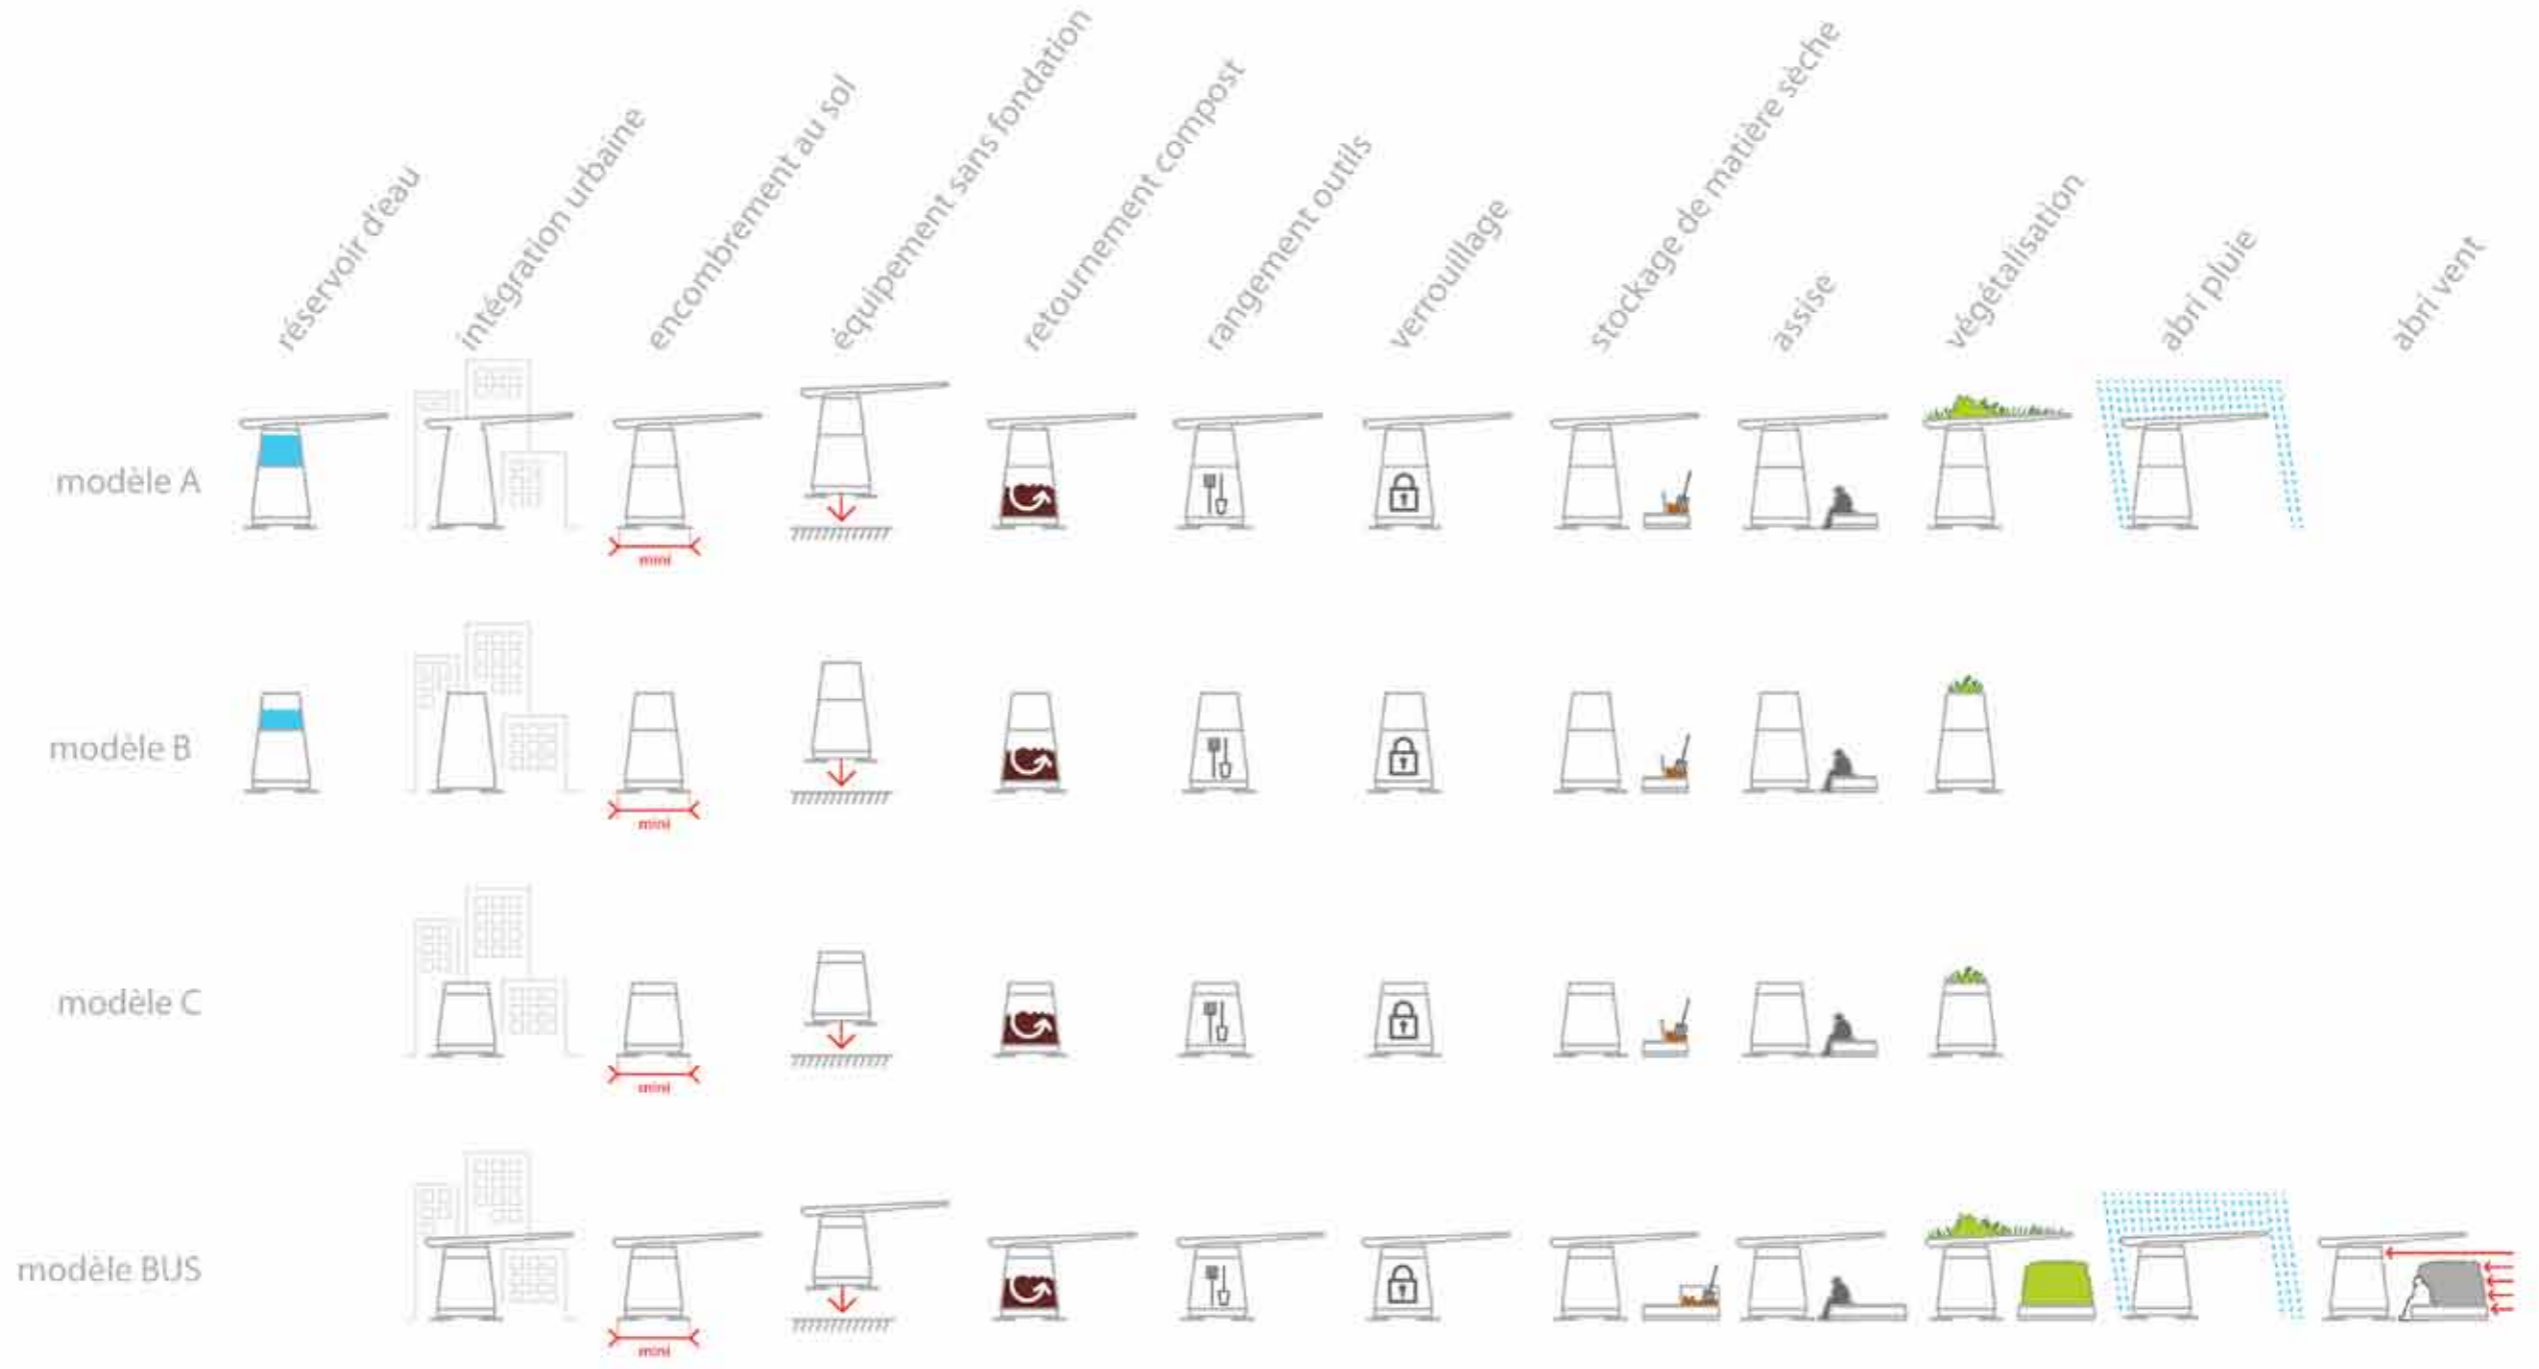 réservoir d'eau
intégration urbaine
encombrement au sol
équipement sans fondation
retournement compost
rangement outils
verrouillage
stockage de matière sèche
assise
végétalisation
abri pluie
abri vent
modèle A
mini
modèle B
mini
modèle C
mini
modèle BUS
mini